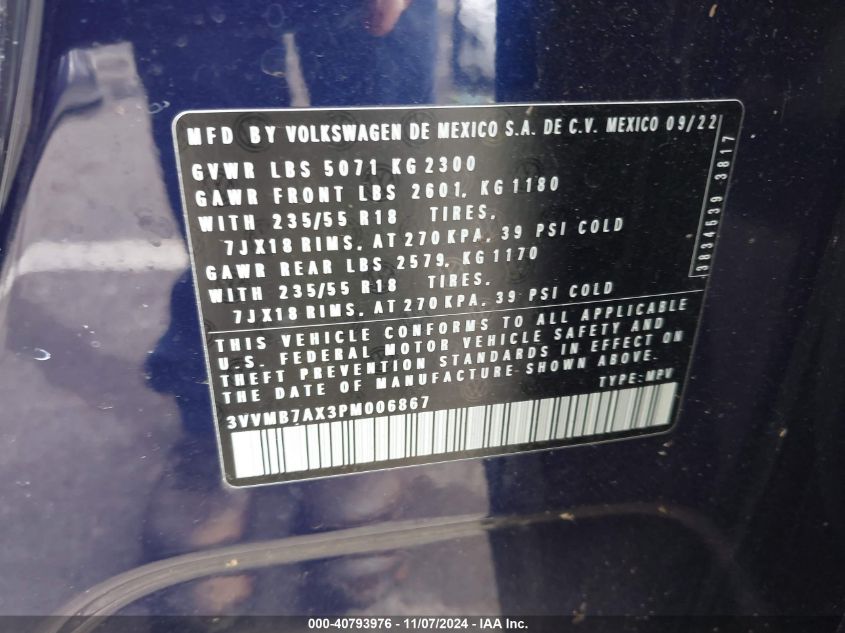 MFD BY VOLKSWAGEN DE MEXICO S.A. DE C.V. MEXICO 09/22
GVWR LBS 5071 KG 2300
GAWR FRONT LBS 2601, KG 1180
WITH 235/55 R18 TIRES,
7JX18 RIMS, AT 270 KPA, 39 PSI COLD
GAWR REAR LBS 2579, KG 1170
WITH 235/55 R18 TIRES,
7JX18 RIMS, AT 270 KPA, 39 PSI COLD
3834639 3817
THIS VEHICLE CONFORMS TO ALL APPLICABLE
U.S. FEDERAL MOTOR VEHICLE SAFETY AND
THEFT PREVENTION STANDARDS IN EFFECT ON
THE DATE OF MANUFACTURE SHOWN ABOVE.
TYPE: MPV
3VVMB7AX3PM006867
000-40793976 - 11/07/2024 - IAA Inc.